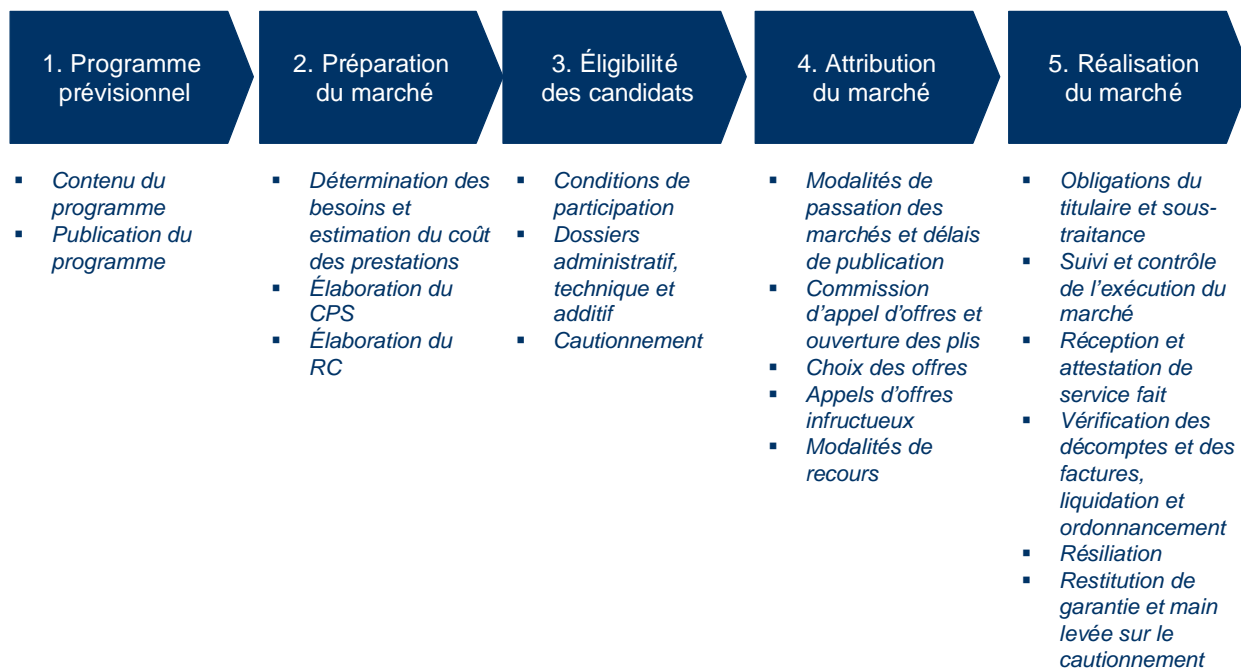 1. Programme
prévisionnel
2. Préparation
du marché
3. Éligibilité
des candidats
4. Attribution
du marché
5. Réalisation
du marché
▪ Contenu du
programme
▪ Publication du
programme
▪ Détermination des
besoins et
estimation du coût
des prestations
▪ Élaboration du
CPS
▪ Élaboration du
RC
▪ Conditions de
participation
▪ Dossiers
administratif,
technique et
additif
▪ Cautionnement
▪ Modalités de
passation des
marchés et délais
de publication
▪ Commission
d’appel d’offres et
ouverture des plis
▪ Choix des offres
▪ Appels d’offres
infructueux
▪ Modalités de
recours
▪ Obligations du
titulaire et sous-
traitance
▪ Suivi et contrôle
de l’exécution du
marché
▪ Réception et
attestation de
service fait
▪ Vérification des
décomptes et des
factures,
liquidation et
ordonnancement
▪ Résiliation
▪ Restitution de
garantie et main
levée sur le
cautionnement